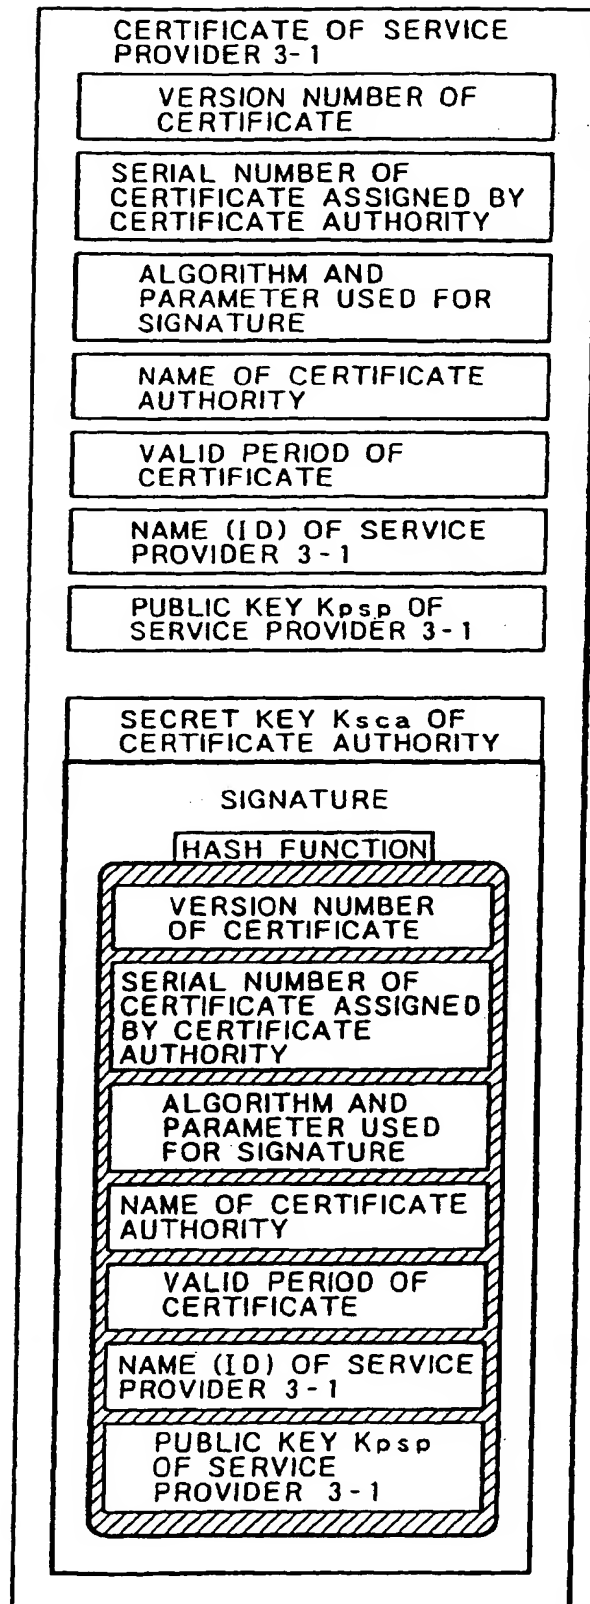 CERTIFICATE OF SERVICE
PROVIDER 3-1
VERSION NUMBER OF
CERTIFICATE
SERIAL NUMBER OF
CERTIFICATE ASSIGNED BY
CERTIFICATE AUTHORITY
ALGORITHM AND
PARAMETER USED FOR
SIGNATURE
NAME OF CERTIFICATE
AUTHORITY
VALID PERIOD OF
CERTIFICATE
NAME (ID) OF SERVICE
PROVIDER 3-1
PUBLIC KEY Kpsp OF
SERVICE PROVIDER 3-1
SECRET KEY Ksca OF
CERTIFICATE AUTHORITY
SIGNATURE
HASH FUNCTION
VERSION NUMBER
OF CERTIFICATE
SERIAL NUMBER OF
CERTIFICATE ASSIGNED
BY CERTIFICATE
AUTHORITY
ALGORITHM AND
PARAMETER USED
FOR SIGNATURE
NAME OF CERTIFICATE
AUTHORITY
VALID PERIOD OF
CERTIFICATE
NAME (ID) OF SERVICE
PROVIDER 3-1
PUBLIC KEY Kpsp
OF SERVICE
PROVIDER 3-1